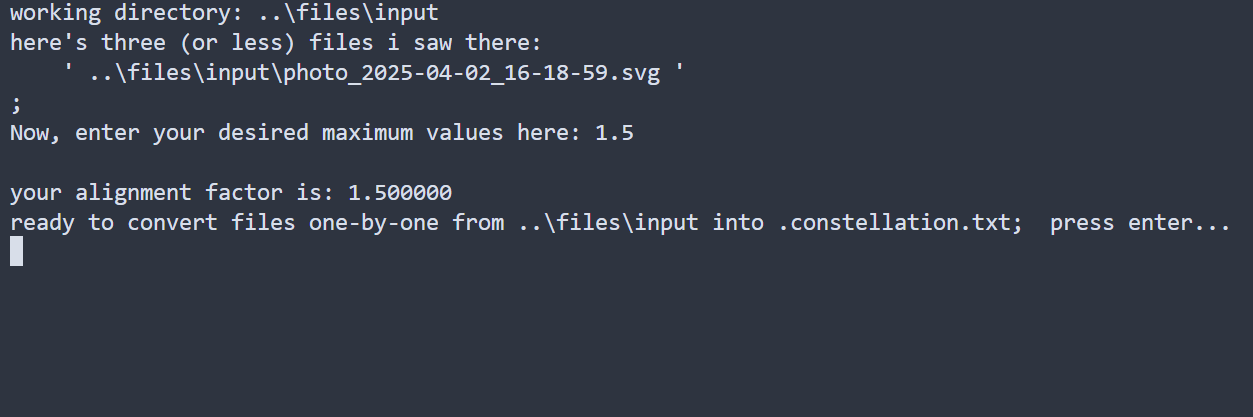 working directory: ..\files\input
here's three (or less) files i saw there:
    ' ..\files\input\photo_2025-04-02_16-18-59.svg '
;
Now, enter your desired maximum values here: 1.5

your alignment factor is: 1.500000
ready to convert files one-by-one from ..\files\input into .constellation.txt;  press enter...